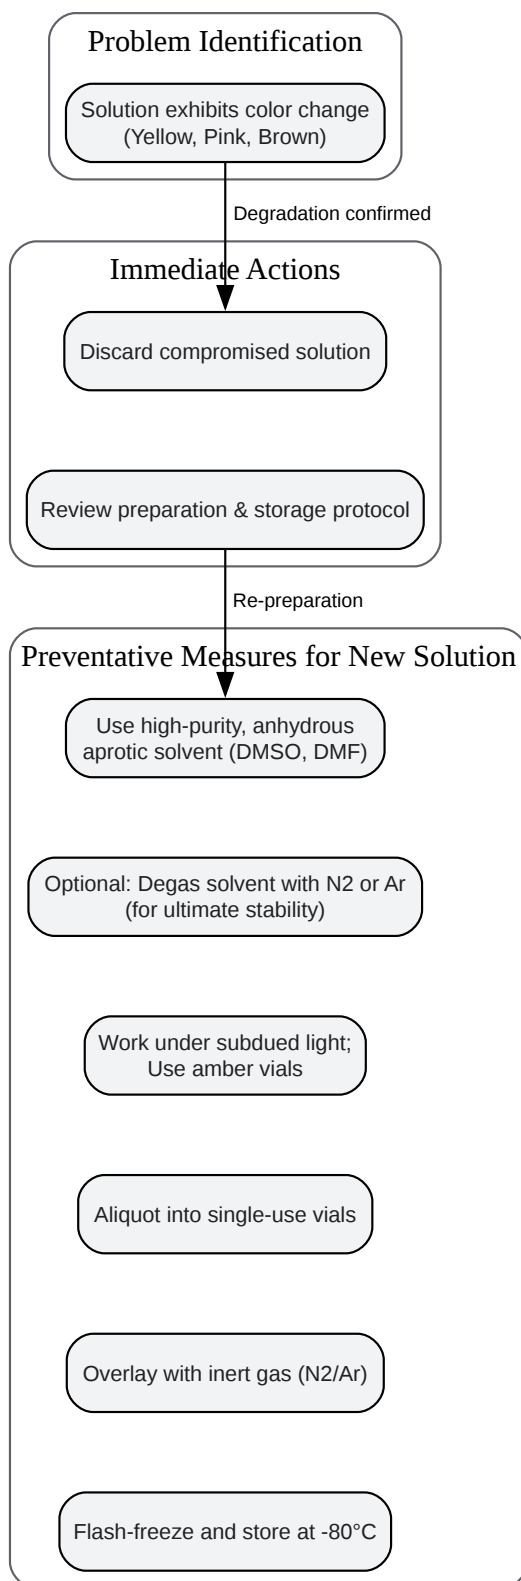 Problem Identification
Solution exhibits color change
(Yellow, Pink, Brown)
Degradation confirmed
Immediate Actions
Discard compromised solution
Review preparation & storage protocol
Re-preparation
Preventative Measures for New Solution
Use high-purity, anhydrous
aprotic solvent (DMSO, DMF)
Optional: Degas solvent with N2 or Ar
(for ultimate stability)
Work under subdued light;
Use amber vials
Aliquot into single-use vials
Overlay with inert gas (N2/Ar)
Flash-freeze and store at -80°C